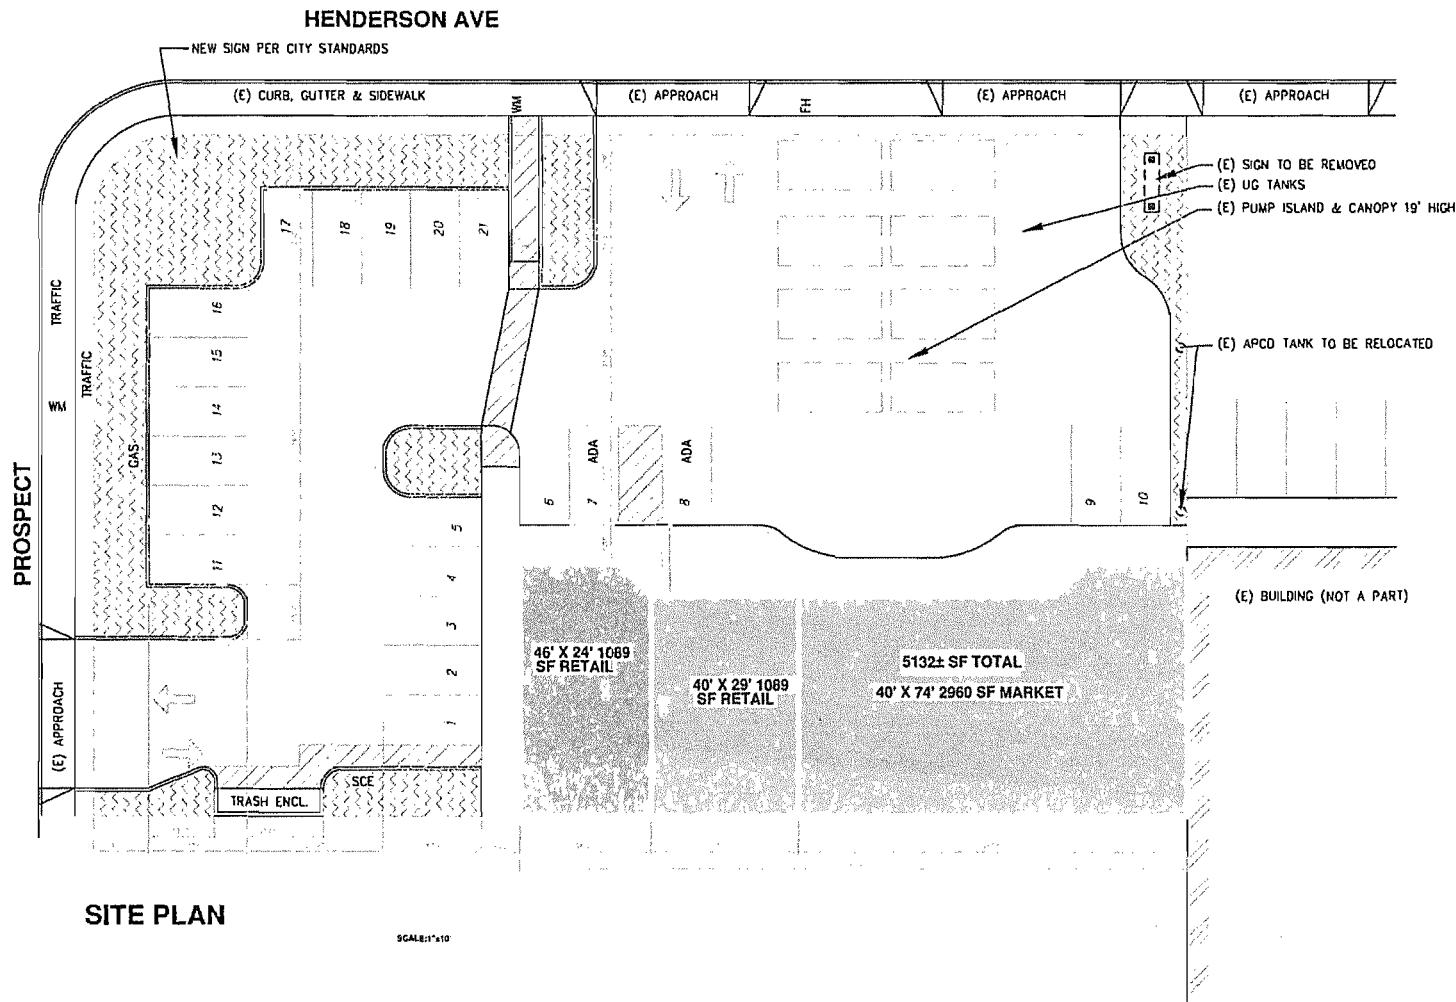 HENDERSON AVE
NEW SIGN PER CITY STANDARDS
(E) CURB, GUTTER & SIDEWALK
WM
(E) APPROACH
FH
(E) APPROACH
(E) APPROACH
(E) SIGN TO BE REMOVED
(E) UG TANKS
(E) PUMP ISLAND & CANOPY 19' HIGH
17
18
19
20
21
TRAFFIC
TRAFFIC
16
15
14
13
12
11
(E) APCD TANK TO BE RELOCATED
WM
GAS
PROSPECT
ADA
ADA
6
7
8
9
10
5
4
3
2
1
(E) BUILDING (NOT A PART)
46' X 24' 1089
SF RETAIL
40' X 29' 1089
SF RETAIL
5132± SF TOTAL
40' X 74' 2960 SF MARKET
(E) APPROACH
SCE
TRASH ENCL.
SITE PLAN
SCALE:1"=10'